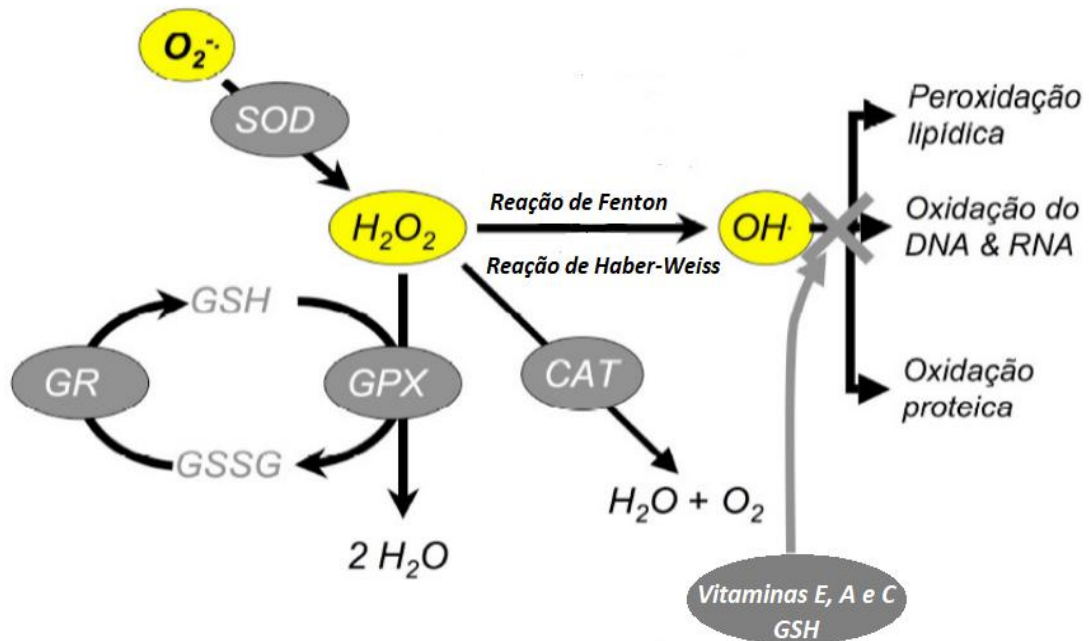 O₂⁻·
SOD
H₂O₂
Reação de Fenton
Reação de Haber-Weiss
OH·
Peroxidação
lipídica
Oxidação do
DNA & RNA
Oxidação
proteica
GSH
GR
GPX
CAT
GSSG
H₂O + O₂
2 H₂O
Vitaminas E, A e C
GSH